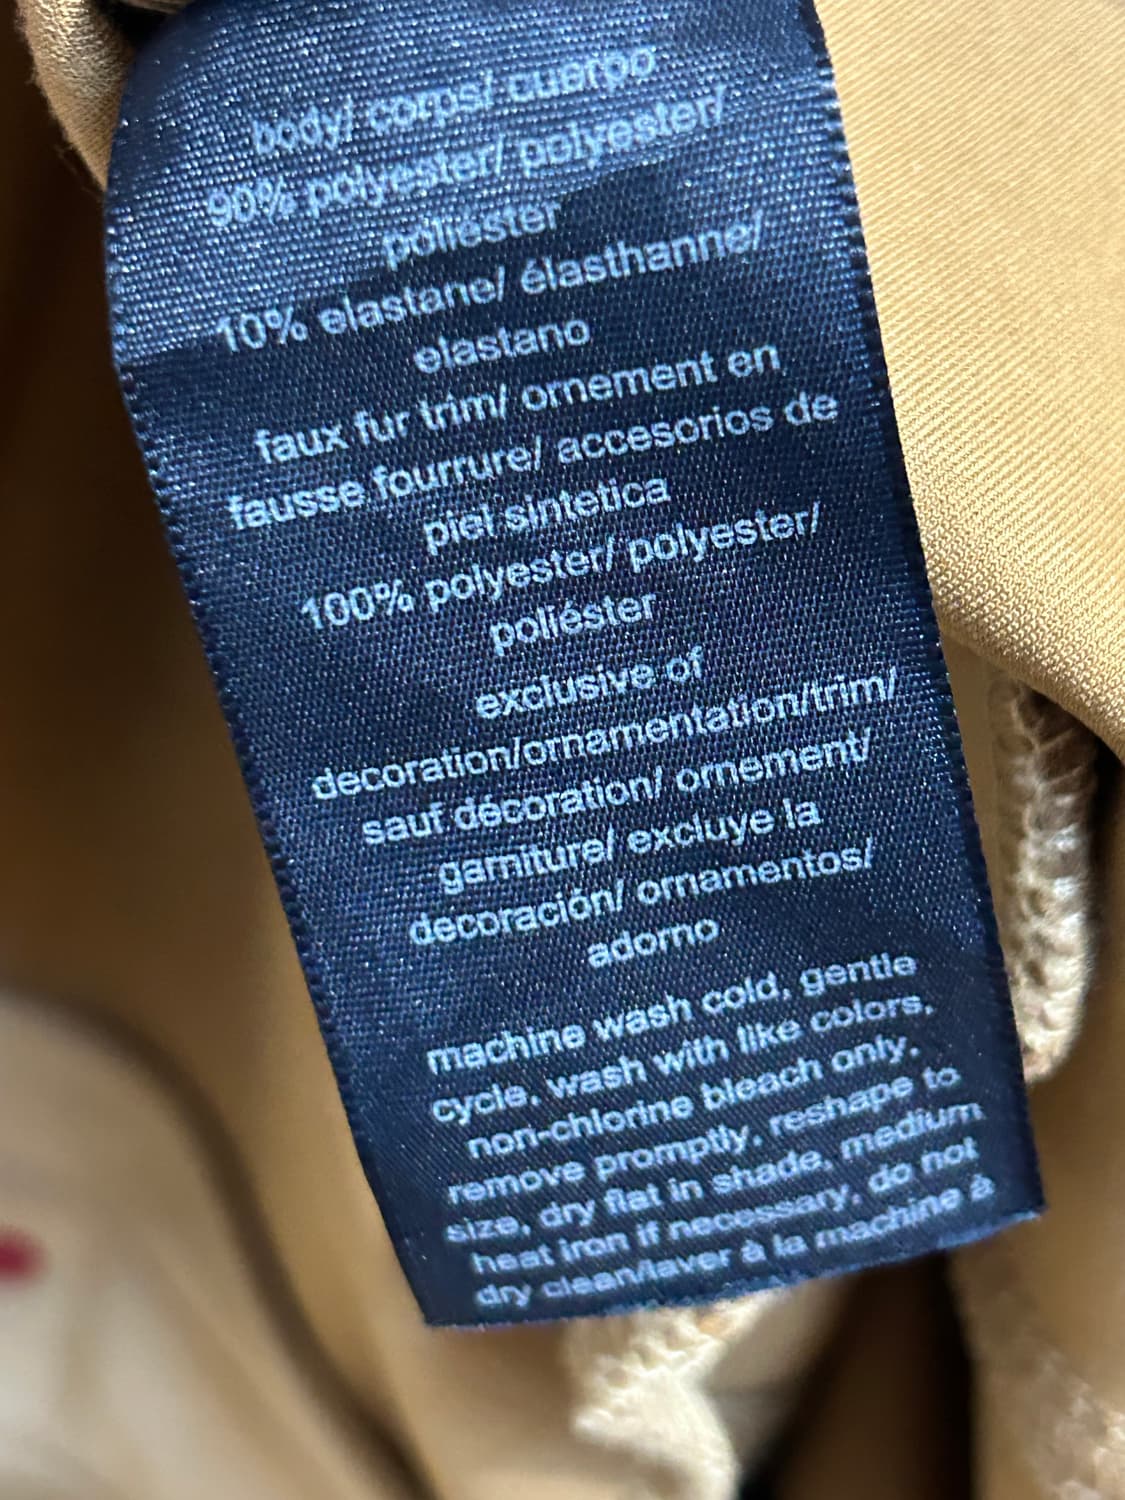 body/ corps/ cuerpo
90% polyester/ polyester/
poliéster
10% elastane/ élasthanne/
elastano
faux fur trim/ ornement en
fausse fourrure/ accesorios de
piel sintetica
100% polyester/ polyester/
poliéster
exclusive of
decoration/ornamentation/trim/
sauf décoration/ ornement/
garniture/ excluye la
decoración/ ornamentos/
adorno
machine wash cold, gentle
cycle, wash with like colors,
non-chlorine bleach only,
remove promptly, reshape to
size, dry flat in shade, medium
heat iron if necessary, do not
dry clean/laver à la machine à